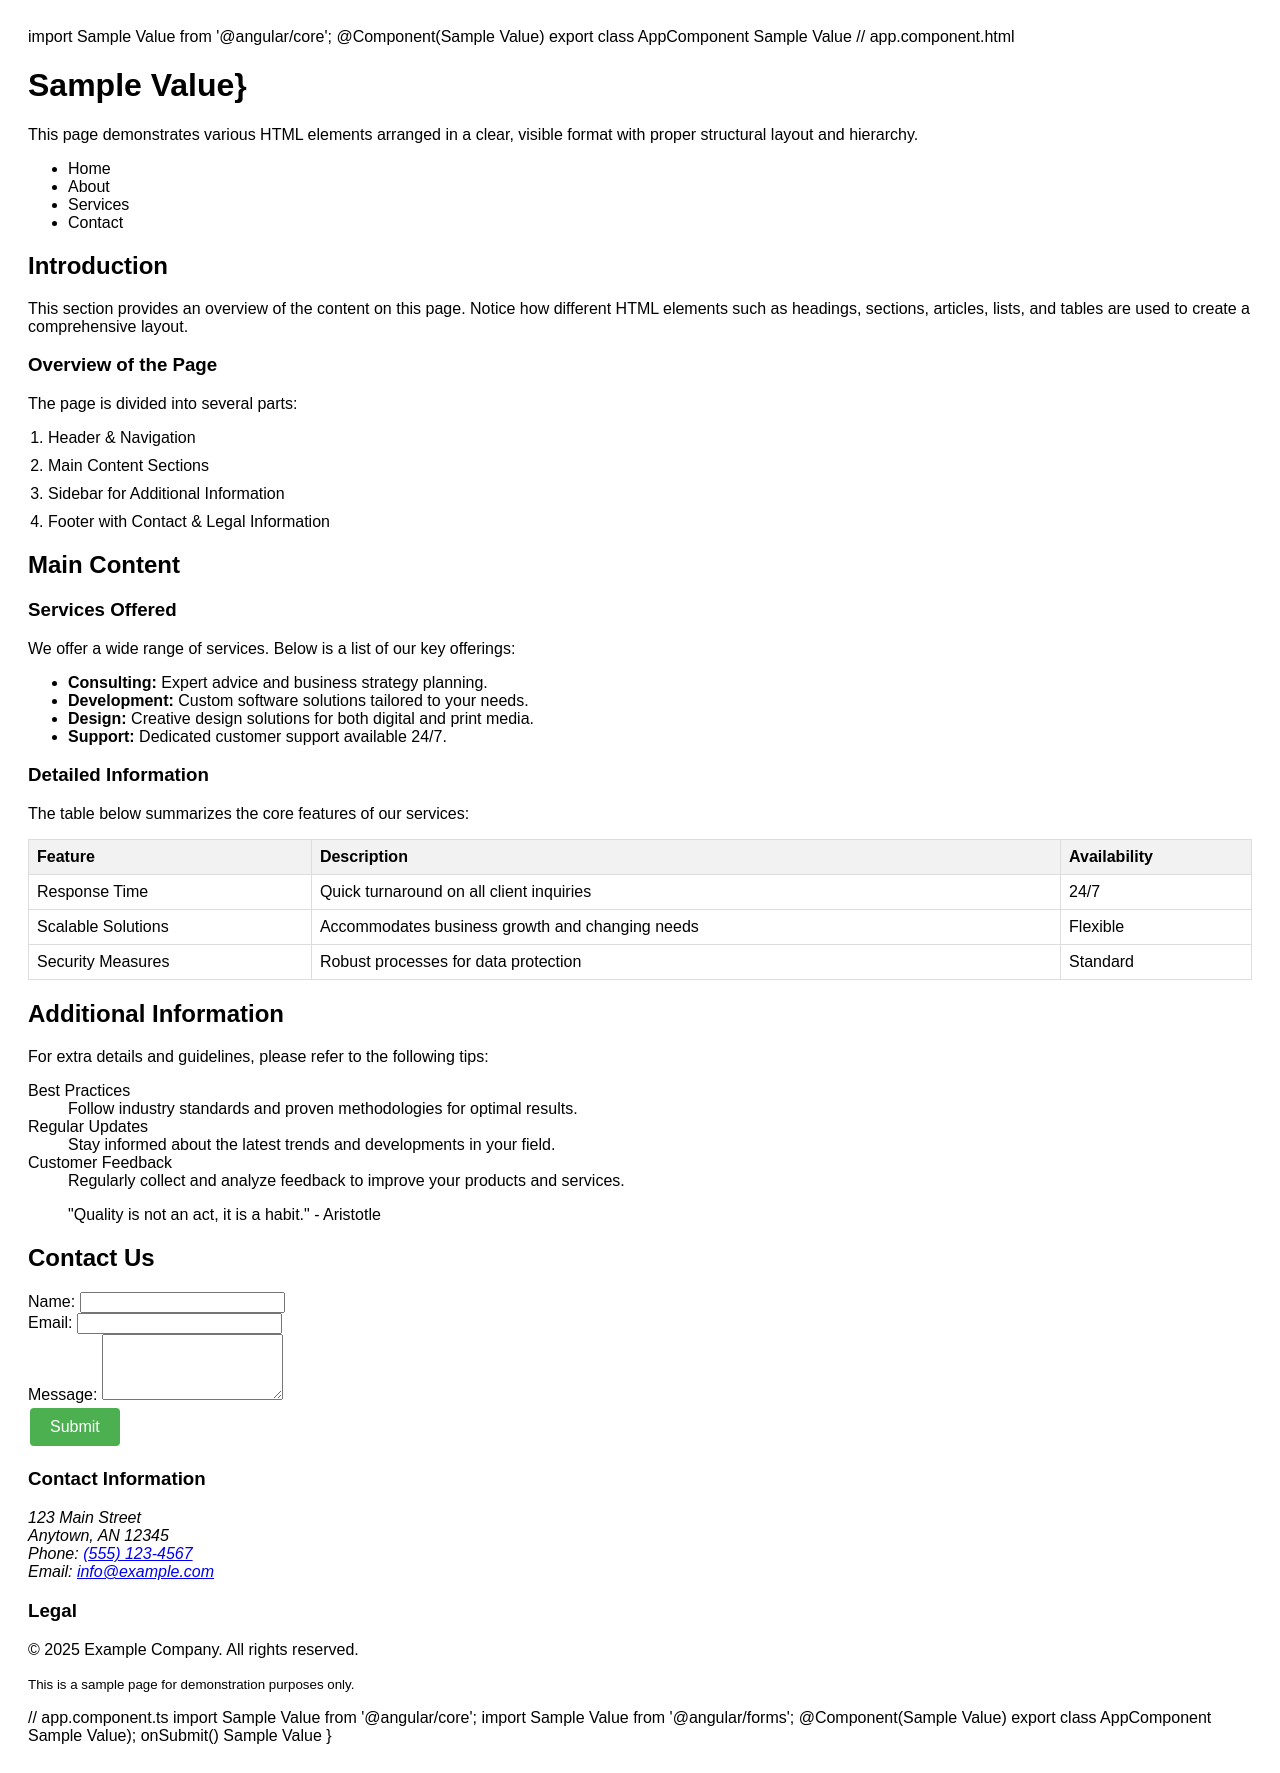 import Sample Value from '@angular/core'; @Component(Sample Value) export class AppComponent Sample Value // app.component.html
Sample Value}
This page demonstrates various HTML elements arranged in a clear, visible format with proper structural layout and hierarchy.
• Home
• About
• Services
• Contact
Introduction
This section provides an overview of the content on this page. Notice how different HTML elements such as headings, sections, articles, lists, and tables are used to create a
comprehensive layout.
Overview of the Page
The page is divided into several parts:
1. Header & Navigation
2. Main Content Sections
3. Sidebar for Additional Information
4. Footer with Contact & Legal Information
Main Content
Services Offered
We offer a wide range of services. Below is a list of our key offerings:
• Consulting: Expert advice and business strategy planning.
• Development: Custom software solutions tailored to your needs.
• Design: Creative design solutions for both digital and print media.
• Support: Dedicated customer support available 24/7.
Detailed Information
The table below summarizes the core features of our services:
Feature Description Availability
Response Time Quick turnaround on all client inquiries 24/7
Scalable Solutions Accommodates business growth and changing needs Flexible
Security Measures Robust processes for data protection Standard
Additional Information
For extra details and guidelines, please refer to the following tips:
Best Practices
Follow industry standards and proven methodologies for optimal results.
Regular Updates
Stay informed about the latest trends and developments in your field.
Customer Feedback
Regularly collect and analyze feedback to improve your products and services.
"Quality is not an act, it is a habit." - Aristotle
Contact Us
Name:
Email:
Message:
Submit
Contact Information
123 Main Street
Anytown, AN 12345
Phone: (555) 123-4567
Email: info@example.com
Legal
© 2025 Example Company. All rights reserved.
This is a sample page for demonstration purposes only.
// app.component.ts import Sample Value from '@angular/core'; import Sample Value from '@angular/forms'; @Component(Sample Value) export class AppComponent
Sample Value); onSubmit() Sample Value }